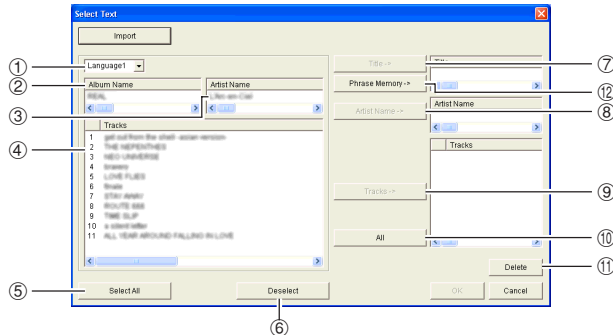 Select Text
Import
① Language1
Title ->
⑦
Title
② Album Name
Artist Name
Phrase Memory ->
⑫
REAL
L'Arc-en-Ciel
③
Artist Name ->
⑧
Artist Name
④
Tracks
Tracks
1 get out from the shell -asian version-
2 THE NEPENTHES
3 NEO UNIVERSE
4 bravery
5 LOVE FLIES
6 finale
7 STAY AWAY
8 ROUTE 666
9 TIME SLIP
10 a silent letter
11 ALL YEAR AROUND FALLING IN LOVE
Tracks ->
⑨
All
⑩
Delete
⑪
⑤ Select All
Deselect
OK
Cancel
⑥